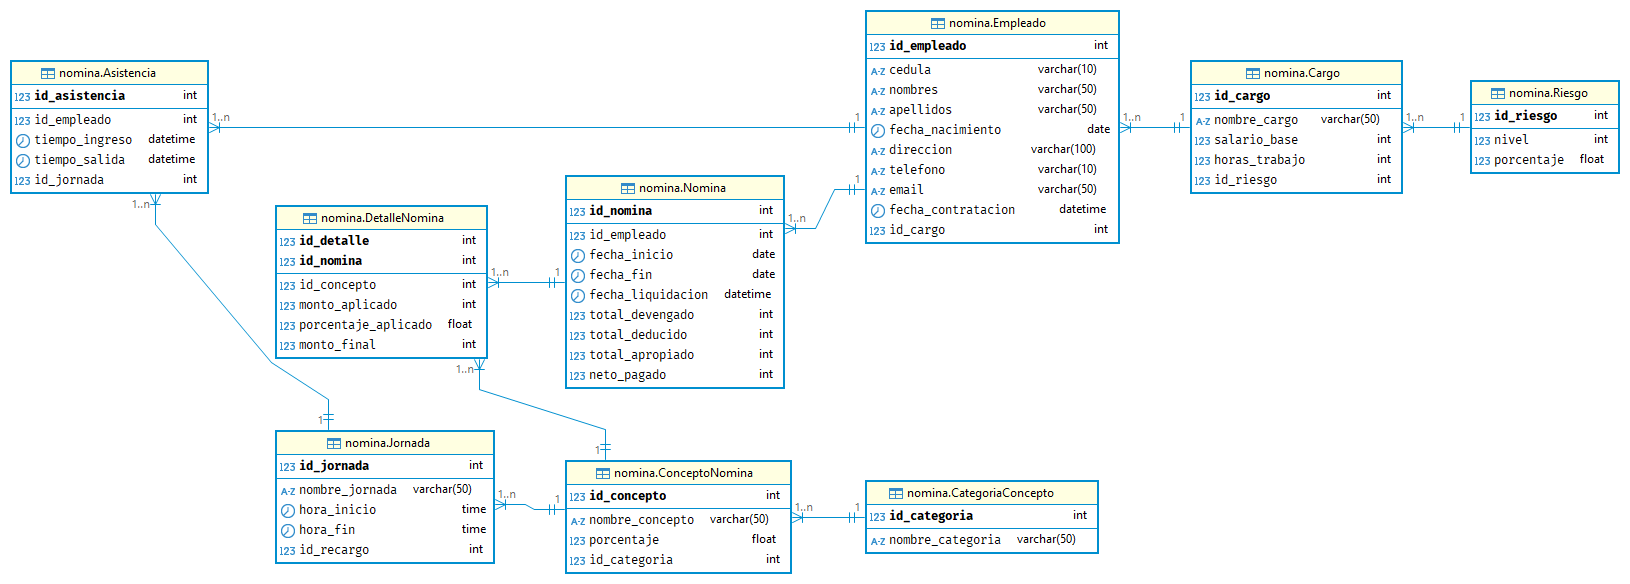 nomina.Asistencia
123 id_asistencia int
123 id_empleado int
tiempo_ingreso datetime
tiempo_salida datetime
123 id_jornada int
1..n
1..n
1
nomina.Empleado
123 id_empleado int
A-Z cedula varchar(10)
A-Z nombres varchar(50)
A-Z apellidos varchar(50)
fecha_nacimiento date
A-Z direccion varchar(100)
A-Z telefono varchar(10)
A-Z email varchar(50)
fecha_contratacion datetime
123 id_cargo int
1
1..n
1
nomina.Cargo
123 id_cargo int
A-Z nombre_cargo varchar(50)
123 salario_base int
123 horas_trabajo int
123 id_riesgo int
1..n
1
nomina.Riesgo
123 id_riesgo int
123 nivel int
123 porcentaje float
nomina.DetalleNomina
123 id_detalle int
123 id_nomina int
123 id_concepto int
123 monto_aplicado int
123 porcentaje_aplicado float
123 monto_final int
1..n
1
1..n
nomina.Nomina
123 id_nomina int
123 id_empleado int
fecha_inicio date
fecha_fin date
fecha_liquidacion datetime
123 total_devengado int
123 total_deducido int
123 total_apropiado int
123 neto_pagado int
1..n
1
nomina.Jornada
123 id_jornada int
A-Z nombre_jornada varchar(50)
hora_inicio time
hora_fin time
123 id_recargo int
1..n
1
1
nomina.ConceptoNomina
123 id_concepto int
A-Z nombre_concepto varchar(50)
123 porcentaje float
123 id_categoria int
1..n
1
nomina.CategoriaConcepto
123 id_categoria int
A-Z nombre_categoria varchar(50)